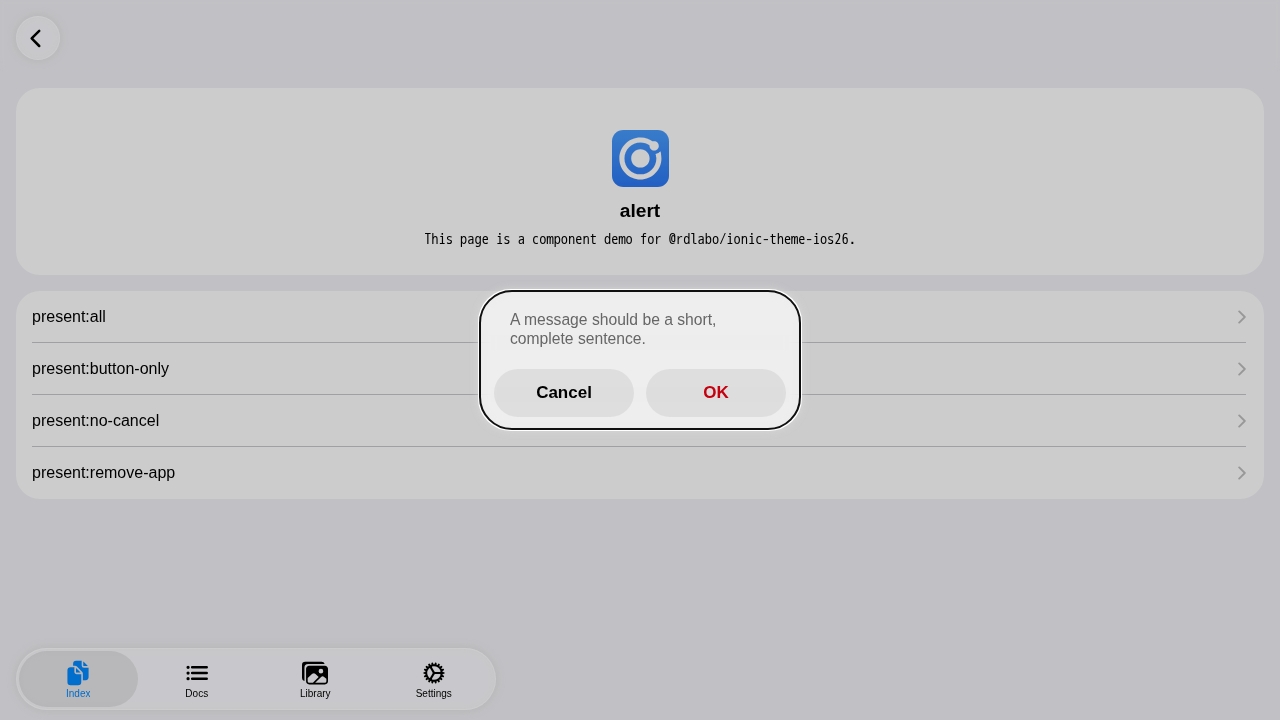 alert
This page is a component demo for @rdlabo/ionic-theme-ios26.
present:all
present:button-only
present:no-cancel
present:remove-app
A message should be a short,
complete sentence.
Cancel
OK
Index
Docs
Library
Settings